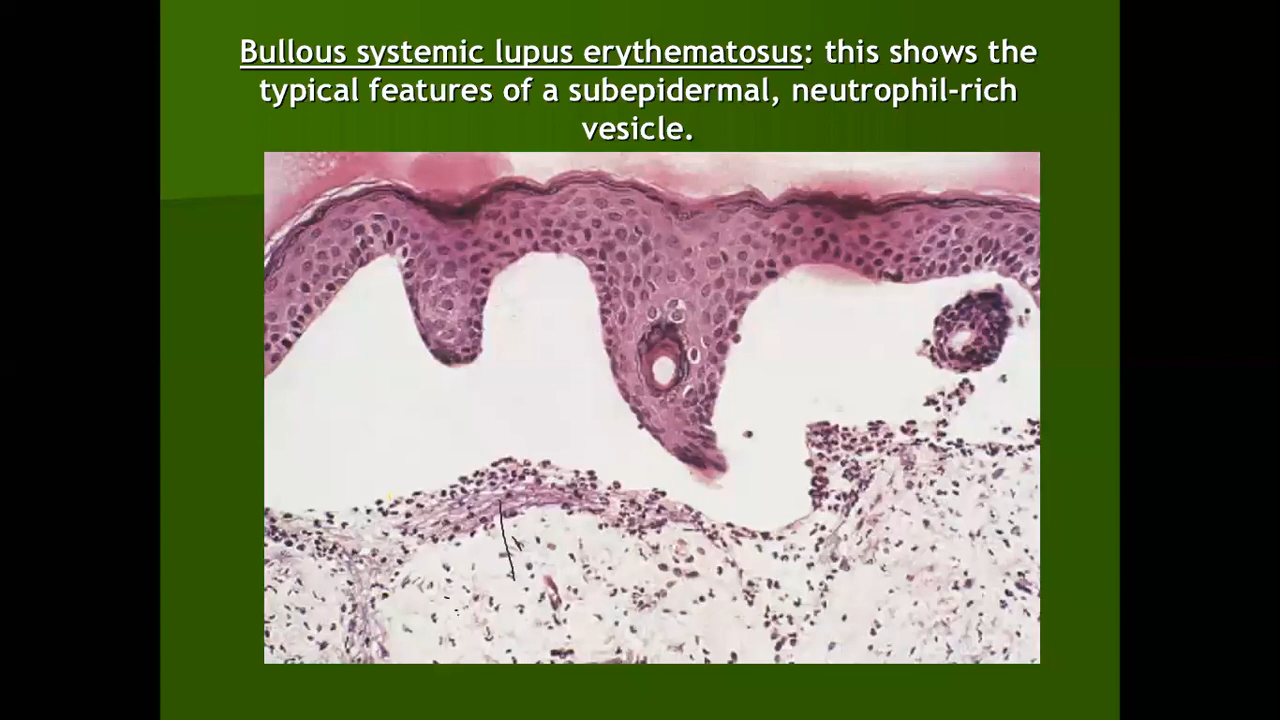 Bullous systemic lupus erythematosus: this shows the
typical features of a subepidermal, neutrophil-rich
vesicle.